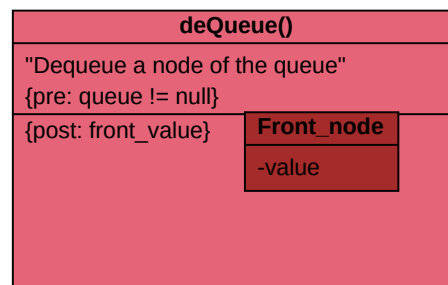 deQueue()
"Dequeue a node of the queue"
{pre: queue != null}
{post: front_value}
Front_node
-value